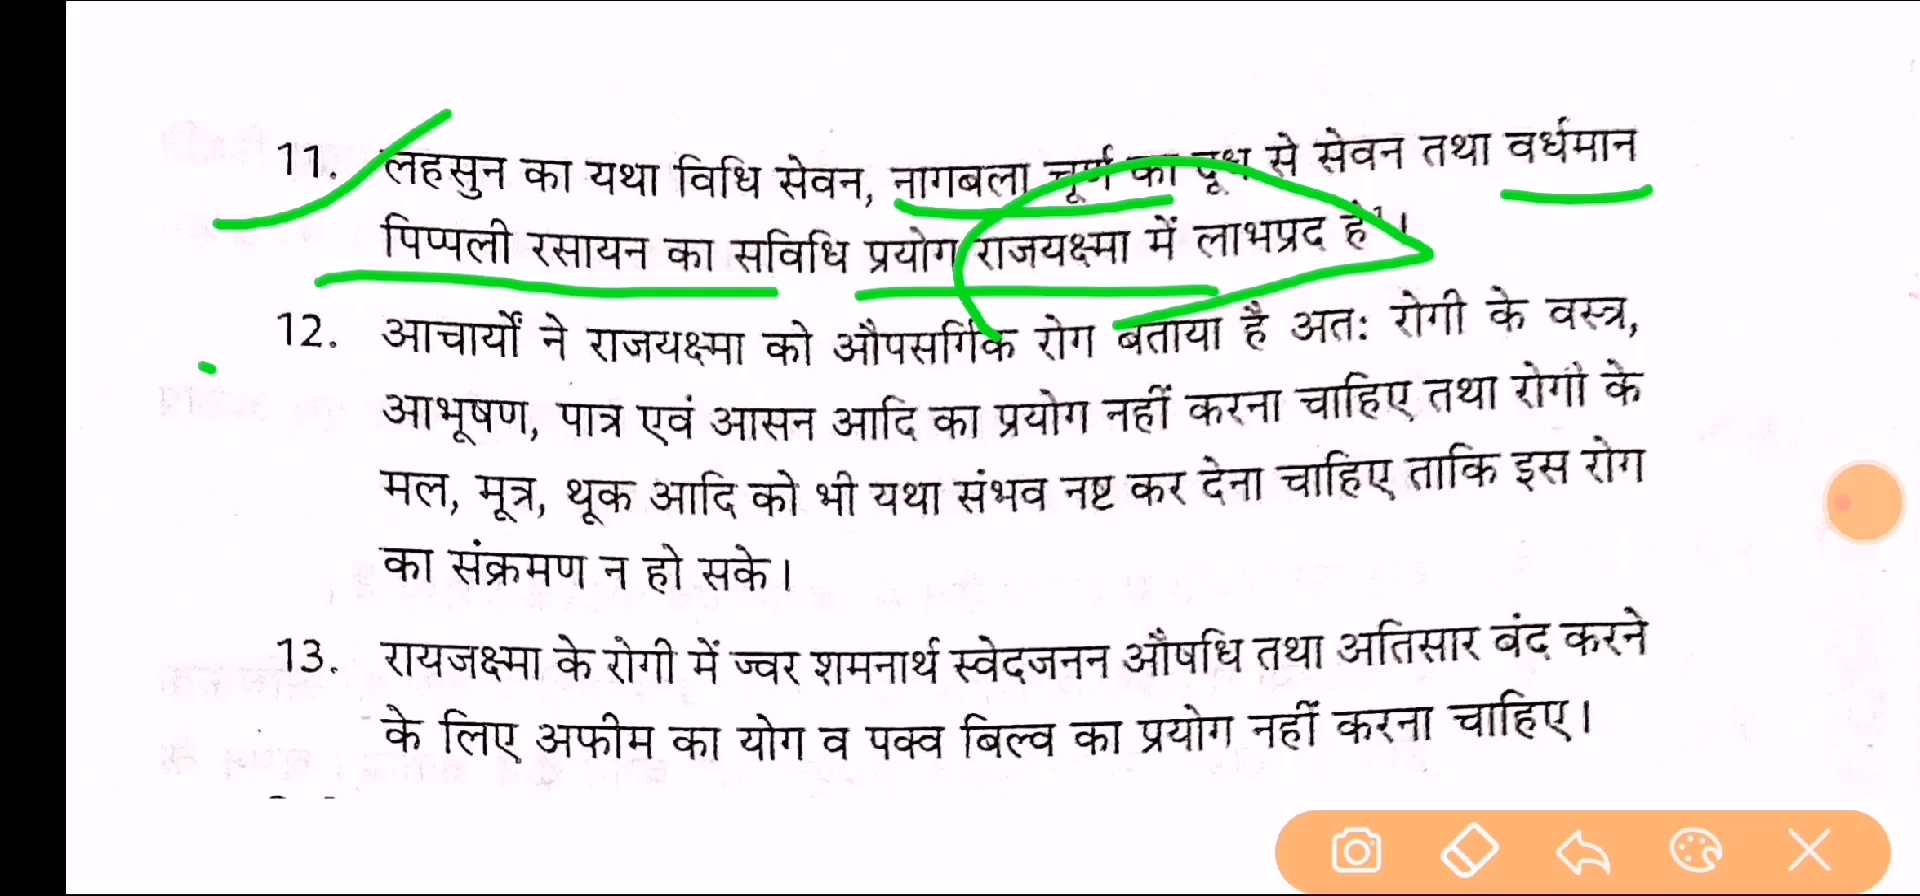 11. लहसुन का यथा विधि सेवन, नागबला चूर्ण का दूध से सेवन तथा वर्धमान
पिप्पली रसायन का सविधि प्रयोग राजयक्ष्मा में लाभप्रद है¹।
12. आचार्यों ने राजयक्ष्मा को औपसर्गिक रोग बताया है अतः रोगी के वस्त्र,
आभूषण, पात्र एवं आसन आदि का प्रयोग नहीं करना चाहिए तथा रोगी के
मल, मूत्र, थूक आदि को भी यथा संभव नष्ट कर देना चाहिए ताकि इस रोग
का संक्रमण न हो सके।
13. रायजक्ष्मा के रोगी में ज्वर शमनार्थ स्वेदजनन औषधि तथा अतिसार बंद करने
के लिए अफीम का योग व पक्व बिल्व का प्रयोग नहीं करना चाहिए।